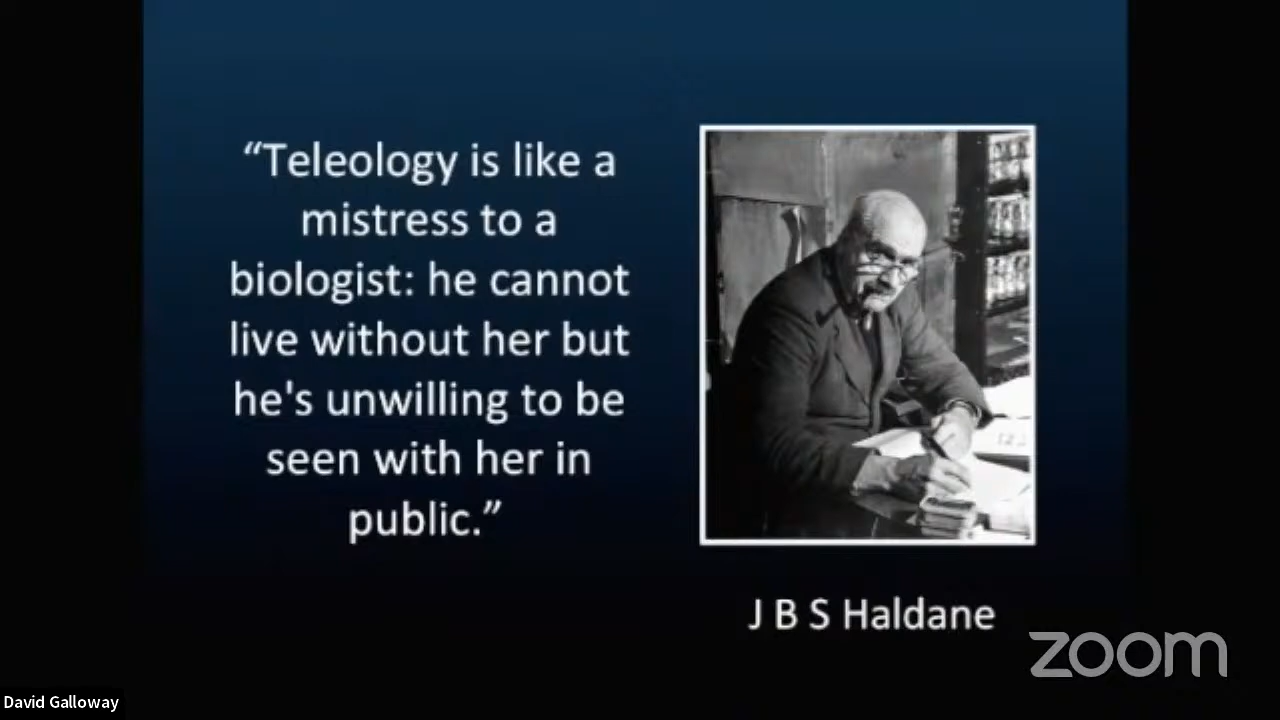 “Teleology is like a
mistress to a
biologist: he cannot
live without her but
he's unwilling to be
seen with her in
public.”
J B S Haldane
zoom
David Galloway